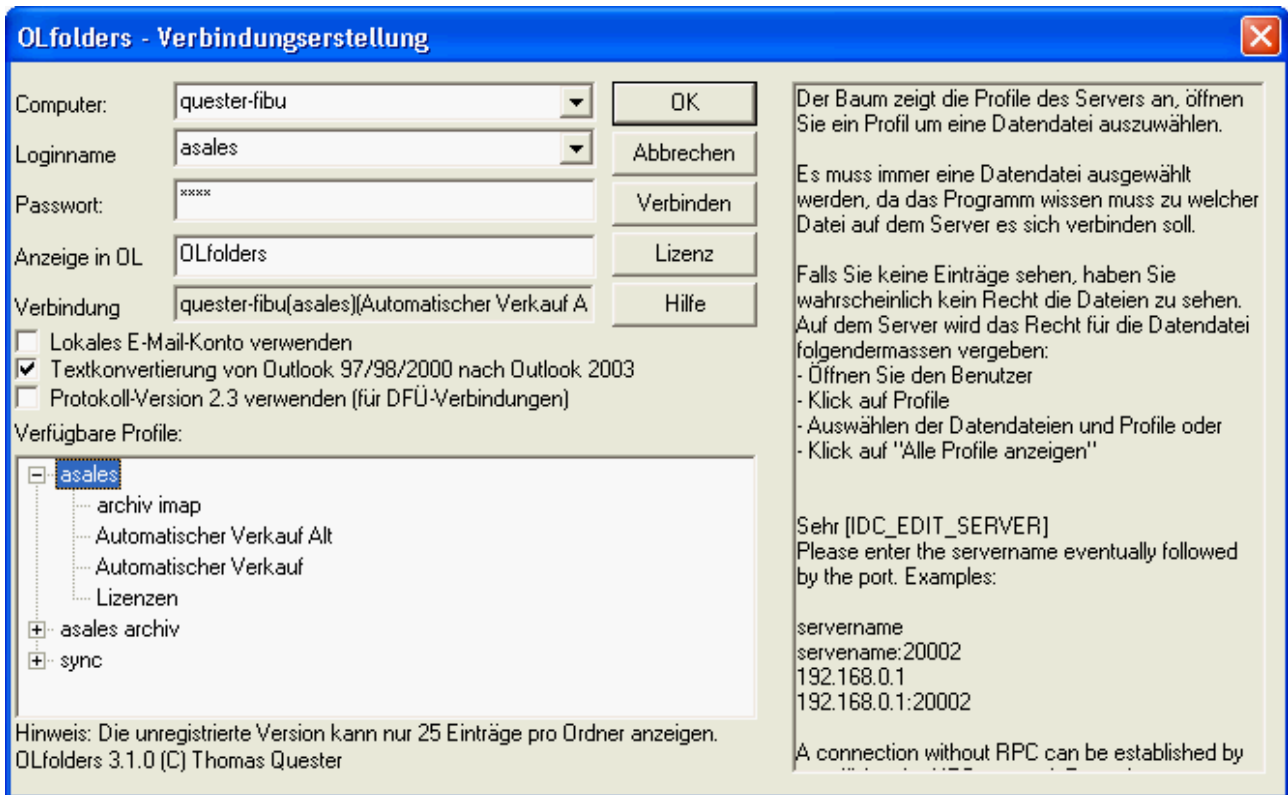 OLfolders - Verbindungserstellung
Computer:
quester-fibu
OK
Loginname
asales
Abbrechen
Passwort:
xxxx
Verbinden
Anzeige in OL
OLfolders
Lizenz
Verbindung
quester-fibu(asales)(Automatischer Verkauf A
Hilfe
Lokales E-Mail-Konto verwenden
Textkonvertierung von Outlook 97/98/2000 nach Outlook 2003
Protokoll-Version 2.3 verwenden (für DFÜ-Verbindungen)
Verfügbare Profile:
asales
archiv imap
Automatischer Verkauf Alt
Automatischer Verkauf
Lizenzen
asales archiv
sync
Hinweis: Die unregistrierte Version kann nur 25 Einträge pro Ordner anzeigen.
OLfolders 3.1.0 (C) Thomas Quester
Der Baum zeigt die Profile des Servers an, öffnen
Sie ein Profil um eine Datendatei auszuwählen.
Es muss immer eine Datendatei ausgewählt
werden, da das Programm wissen muss zu welcher
Datei auf dem Server es sich verbinden soll.
Falls Sie keine Einträge sehen, haben Sie
wahrscheinlich kein Recht die Dateien zu sehen.
Auf dem Server wird das Recht für die Datendatei
folgendermassen vergeben:
- Öffnen Sie den Benutzer
- Klick auf Profile
- Auswählen der Datendateien und Profile oder
- Klick auf "Alle Profile anzeigen"
Sehr [IDC_EDIT_SERVER]
Please enter the servername eventually followed
by the port. Examples:
servername
servename:20002
192.168.0.1
192.168.0.1:20002
A connection without RPC can be established by